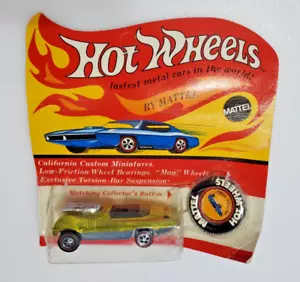 HOT WHEELS
fastest metal cars in the world!
BY MATTEL
MATTEL
California Custom Miniatures
Low-Friction Wheel Bearings, "Mag" Wheels
Exclusive Torsion-Bar Suspension
Matching Collector's Button
HOT WHEELS
MATTEL